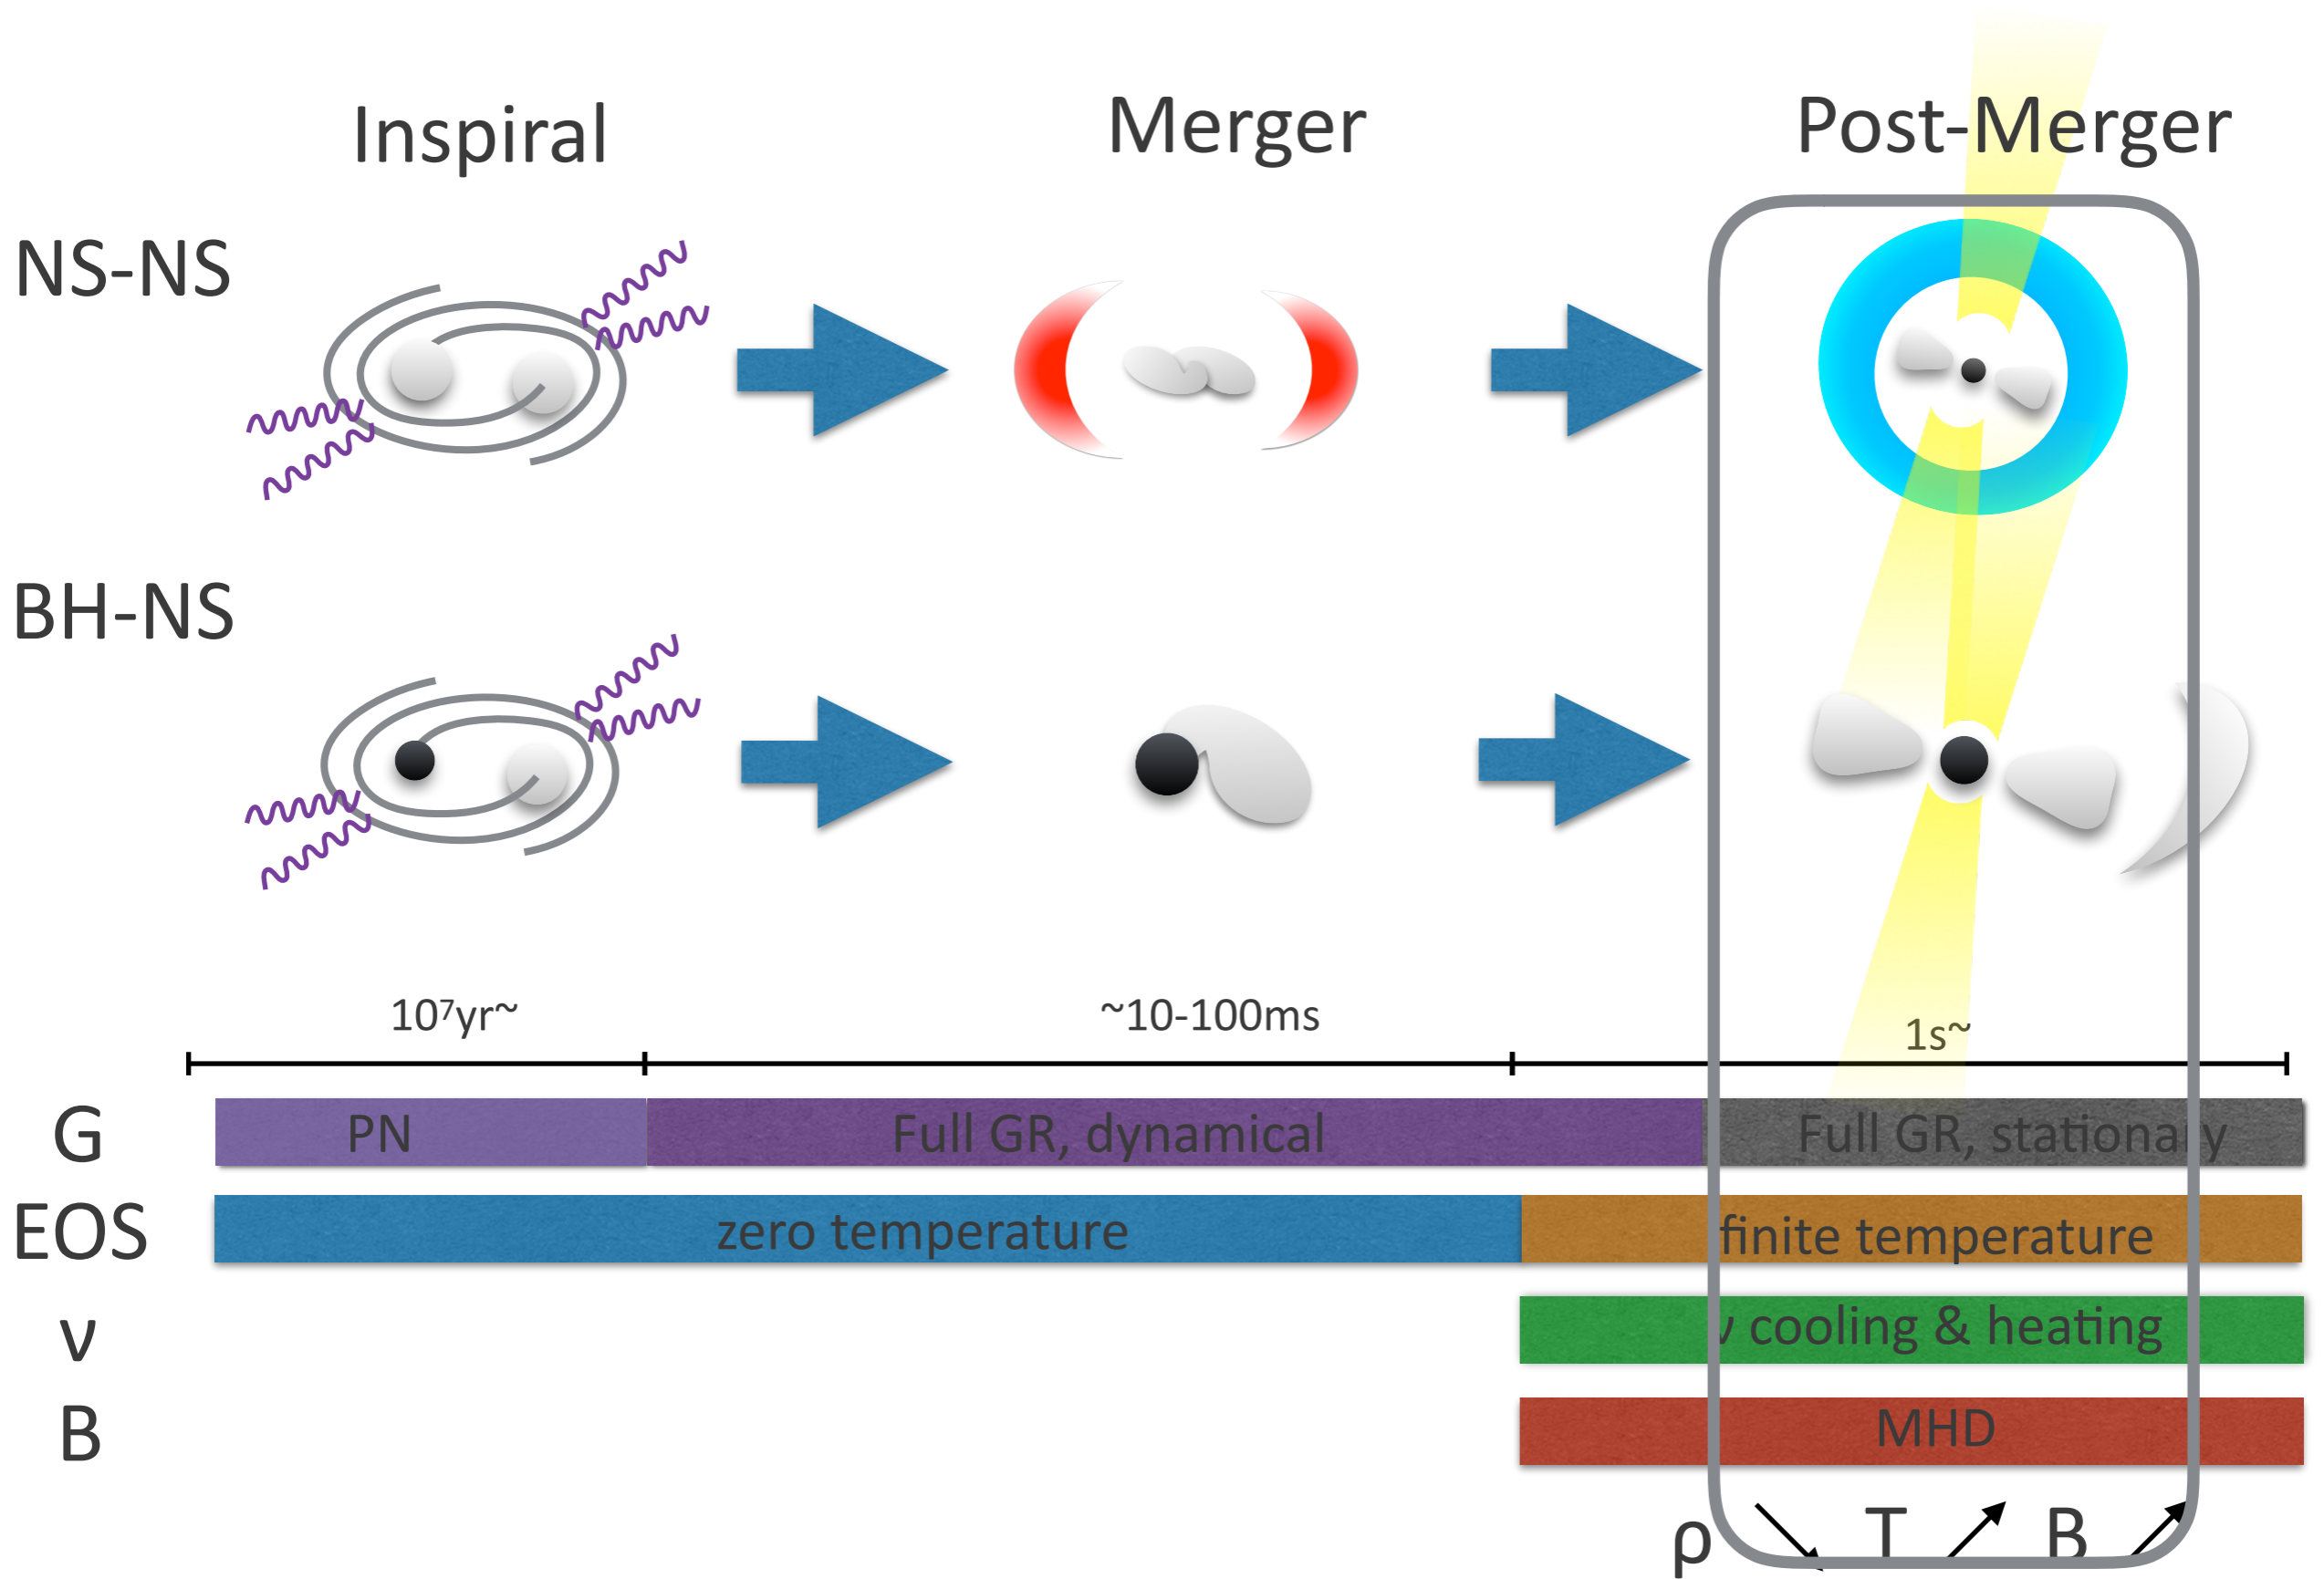 Inspiral
Merger
Post-Merger
NS-NS
BH-NS
10⁷yr~
~10-100ms
1s~
G
PN
Full GR, dynamical
Full GR, stationary
EOS
zero temperature
finite temperature
ν
ν cooling & heating
B
MHD
ρ T B